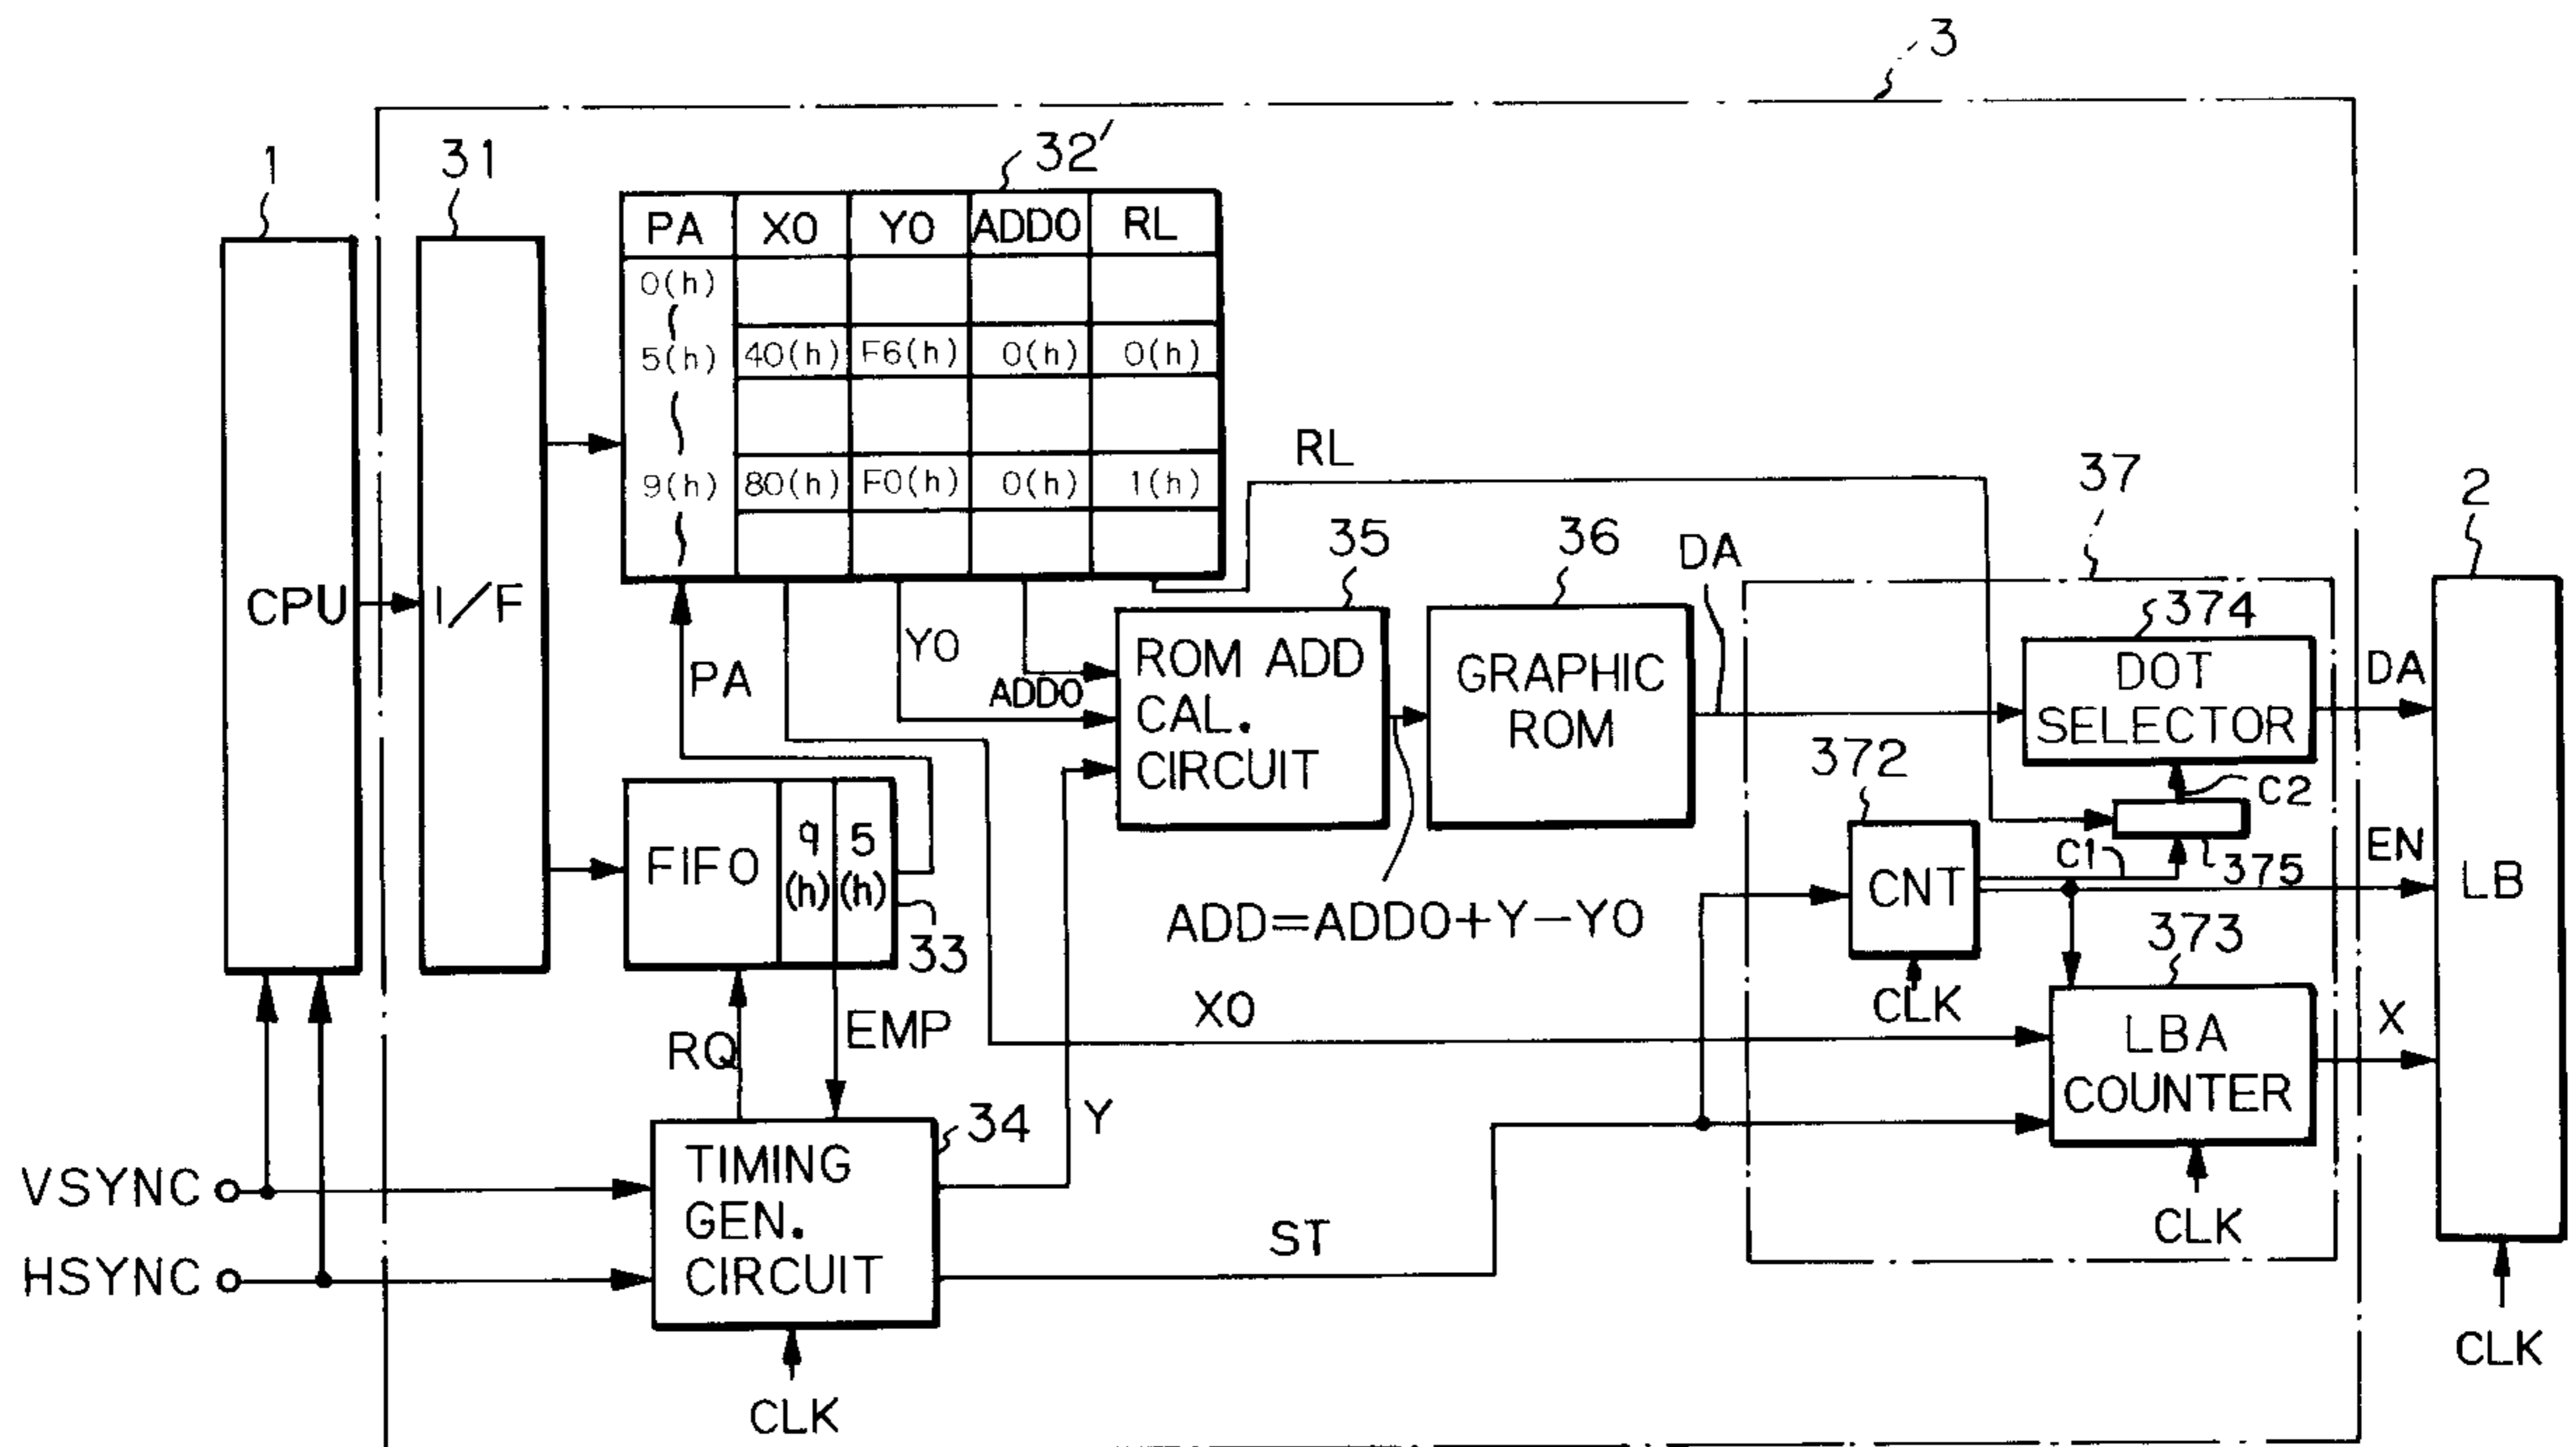 3
1
31
32'
PA X0 Y0 ADD0 RL
0(h)
5(h) 40(h) F6(h) 0(h) 0(h)
9(h) 80(h) F0(h) 0(h) 1(h)
RL
37
2
35
36
DA
374
CPU
I/F
PA
Y0
ADD0
ROM ADD
CAL.
CIRCUIT
GRAPHIC
ROM
DOT
SELECTOR
DA
372
C2
FIFO
9
(h)
5
(h)
33
CNT
C1
375
EN
LB
ADD=ADD0+Y-Y0
373
CLK
RQ
EMP
X0
LBA
COUNTER
X
34
Y
VSYNC
HSYNC
TIMING
GEN.
CIRCUIT
ST
CLK
CLK
CLK